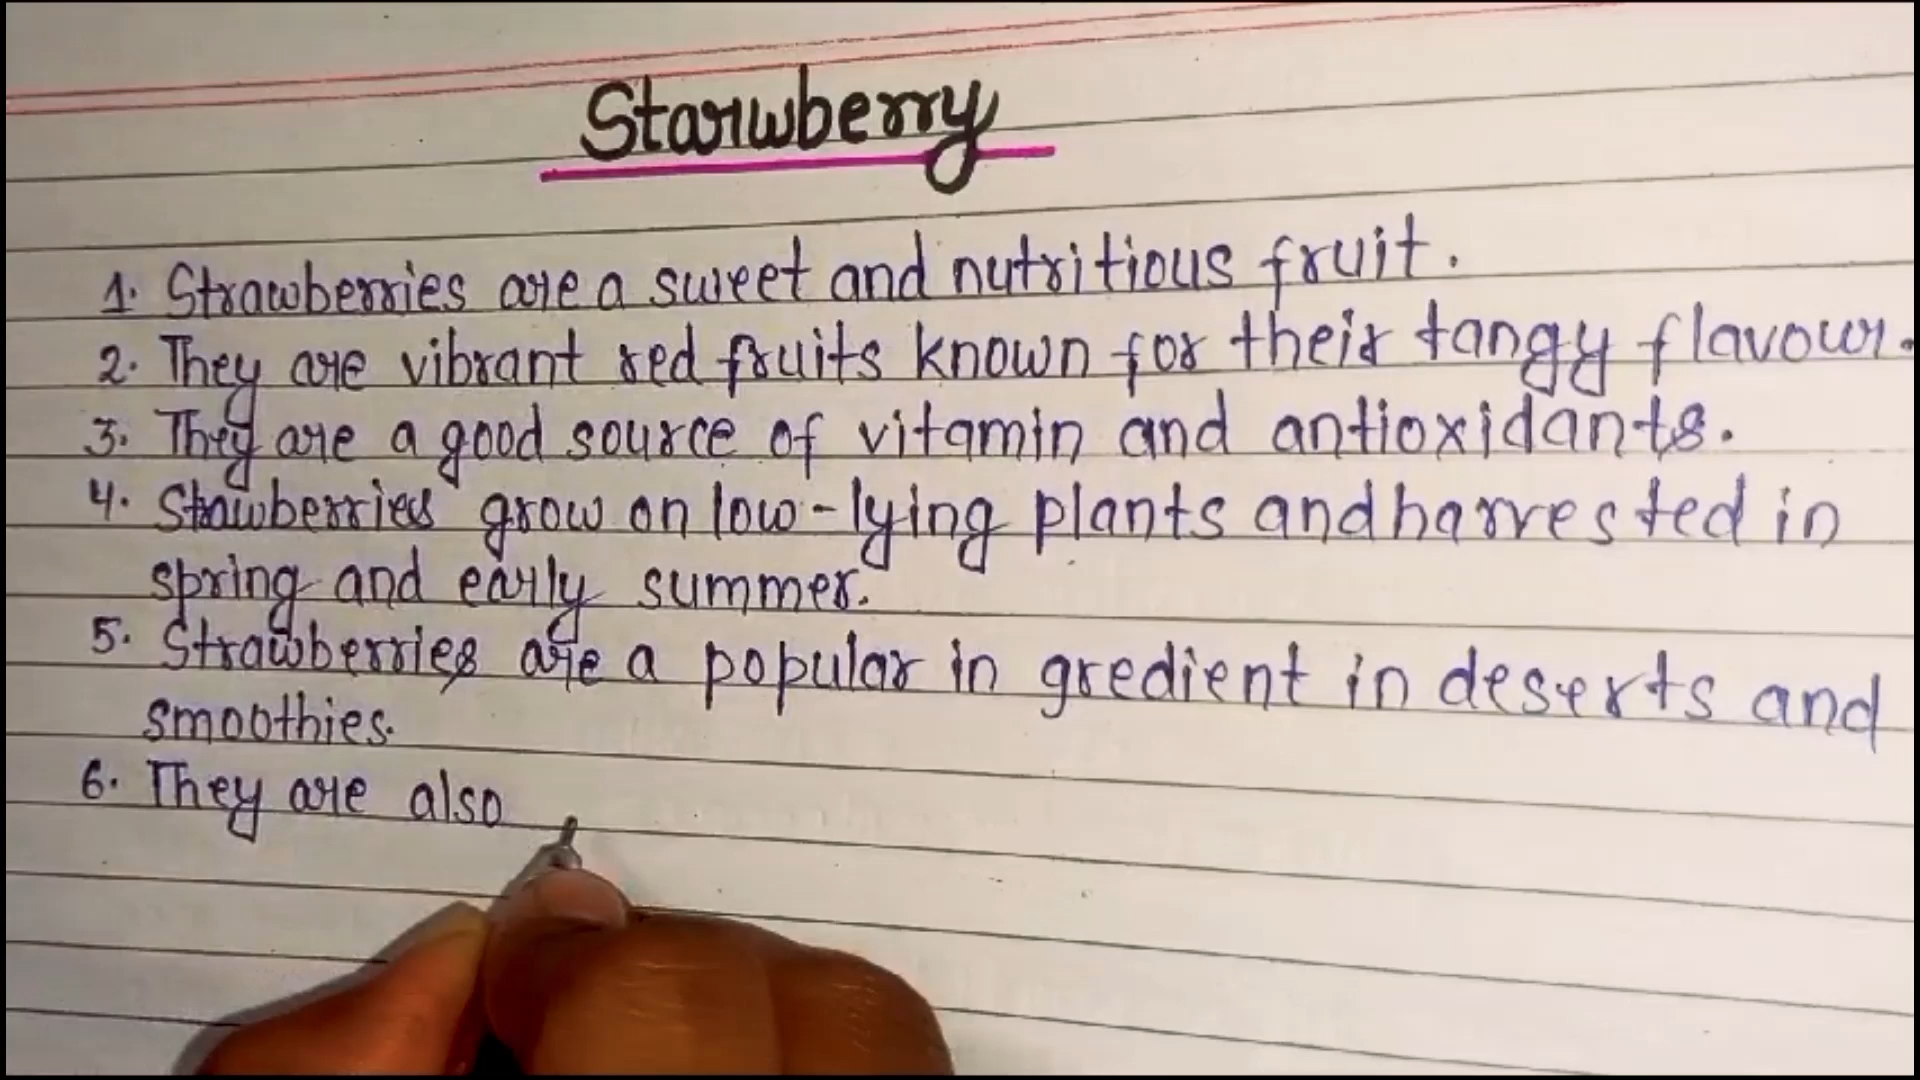 Starwberry
1. Strawberries are a sweet and nutritious fruit.
2. They are vibrant red fruits known for their tangy flavour.
3. They are a good source of vitamin and antioxidants.
4. Strawberries grow on low-lying plants and harvested in
spring and early summer.
5. Strawberries are a popular in gredient in deserts and
smoothies.
6. They are also